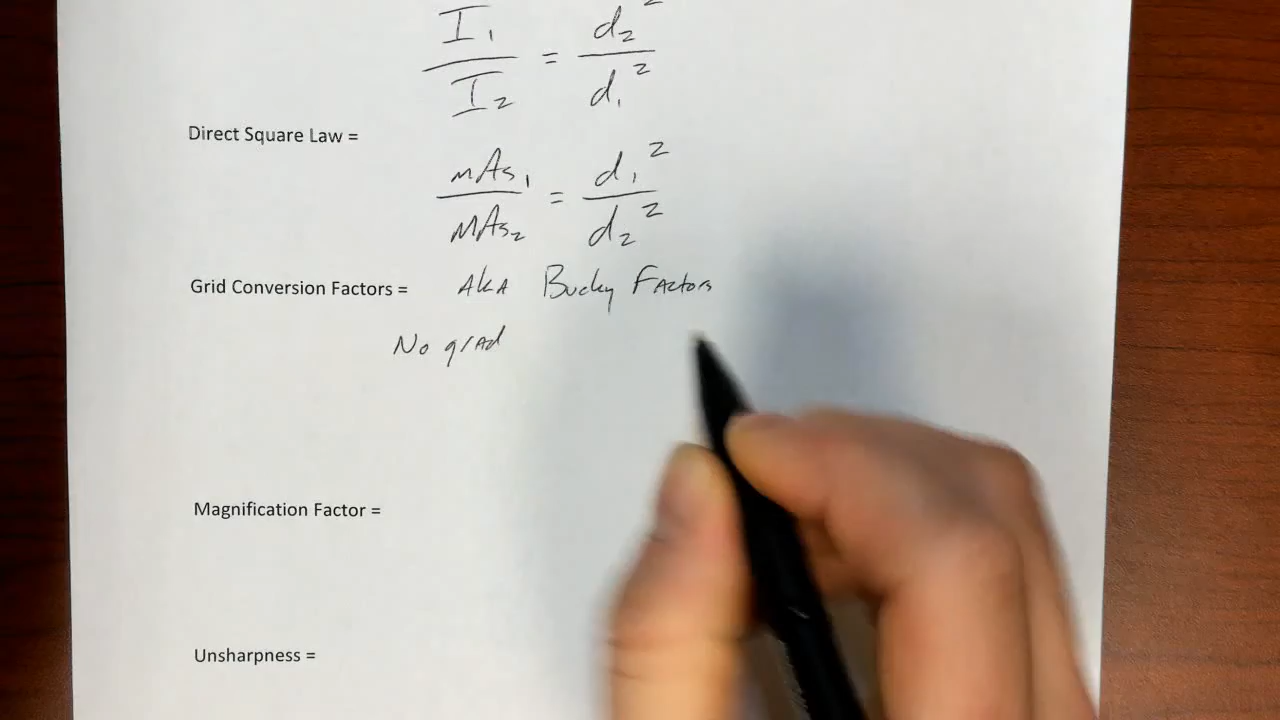 I₁ / I₂ = d₂² / d₁²
Direct Square Law =
mAs₁ / mAs₂ = d₁² / d₂²
Grid Conversion Factors = AKA Bucky Factors
No grad
Magnification Factor =
Unsharpness =